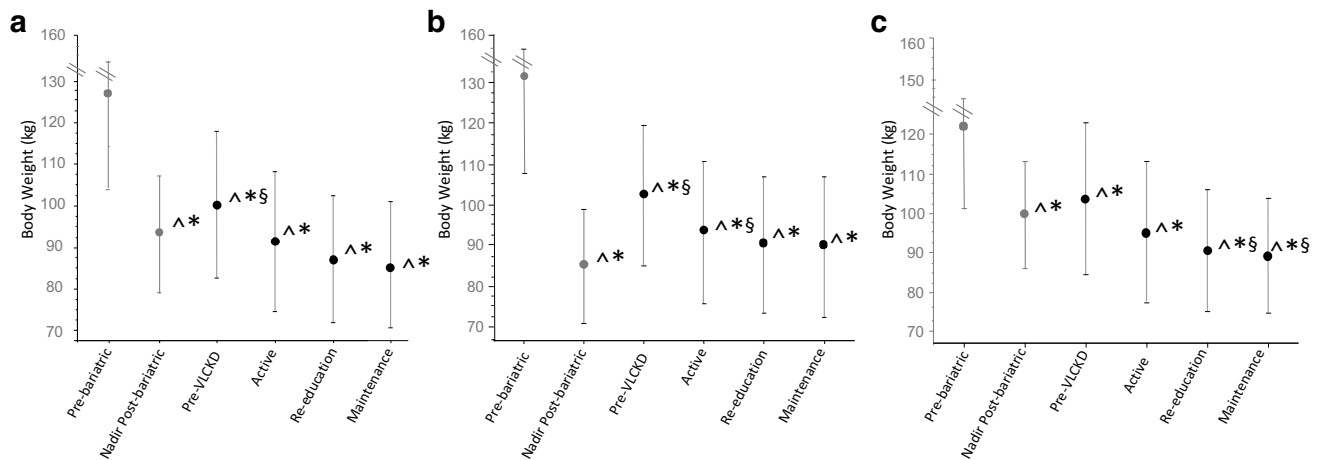 a
160
130
120
110
100
90
80
70
Body Weight (kg)
^ *
^ * §
^ *
^ *
^ *
Pre-bariatric
Nadir Post-bariatric
Pre-VLCKD
Active
Re-education
Maintenance
b
160
130
120
110
100
90
80
70
Body Weight (kg)
^ *
^ * §
^ * §
^ *
^ *
Pre-bariatric
Nadir Post-bariatric
Pre-VLCKD
Active
Re-education
Maintenance
c
160
150
120
110
100
90
80
70
Body Weight (kg)
^ *
^ *
^ *
^ * §
^ * §
Pre-bariatric
Nadir Post-bariatric
Pre-VLCKD
Active
Re-education
Maintenance